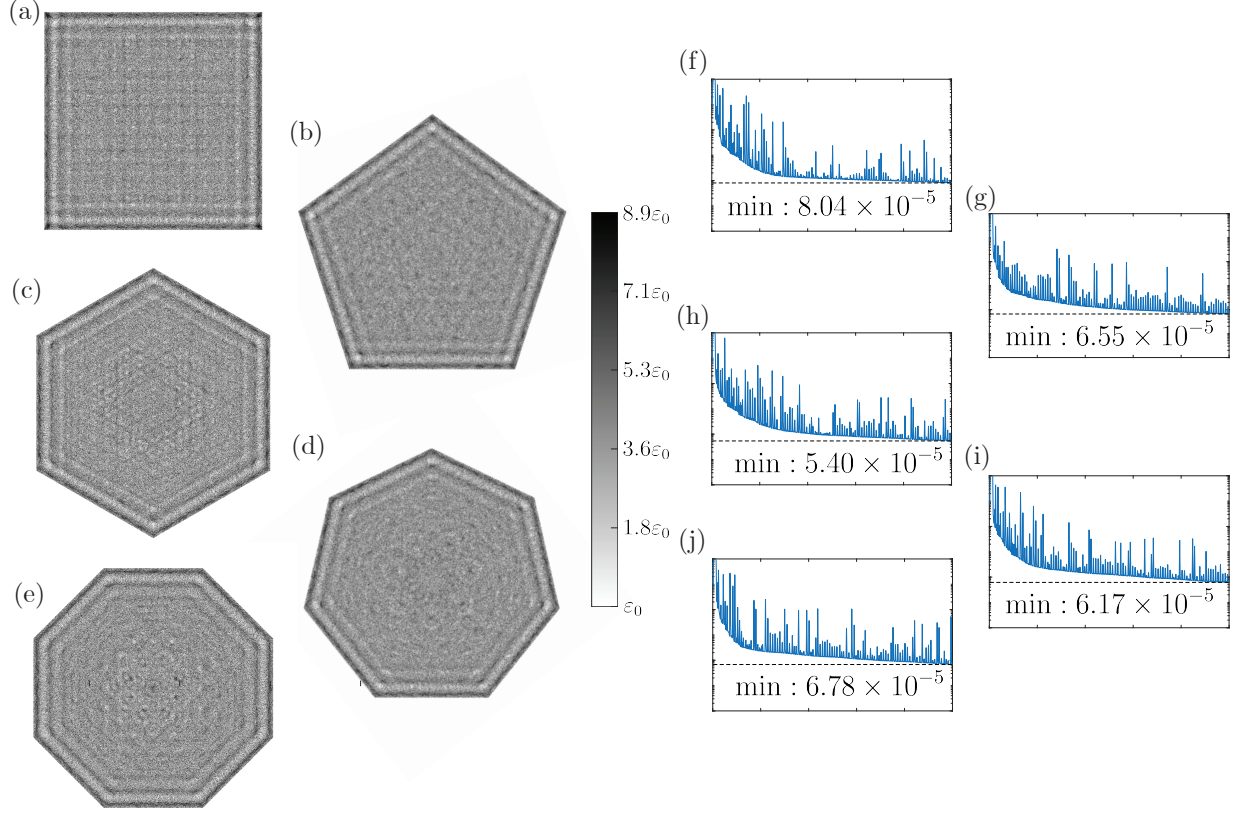 (a)
(b)
(c)
(d)
(e)
8.9ε₀
7.1ε₀
5.3ε₀
3.6ε₀
1.8ε₀
ε₀
(f)
min : 8.04 × 10⁻⁵
(g)
min : 6.55 × 10⁻⁵
(h)
min : 5.40 × 10⁻⁵
(i)
min : 6.17 × 10⁻⁵
(j)
min : 6.78 × 10⁻⁵